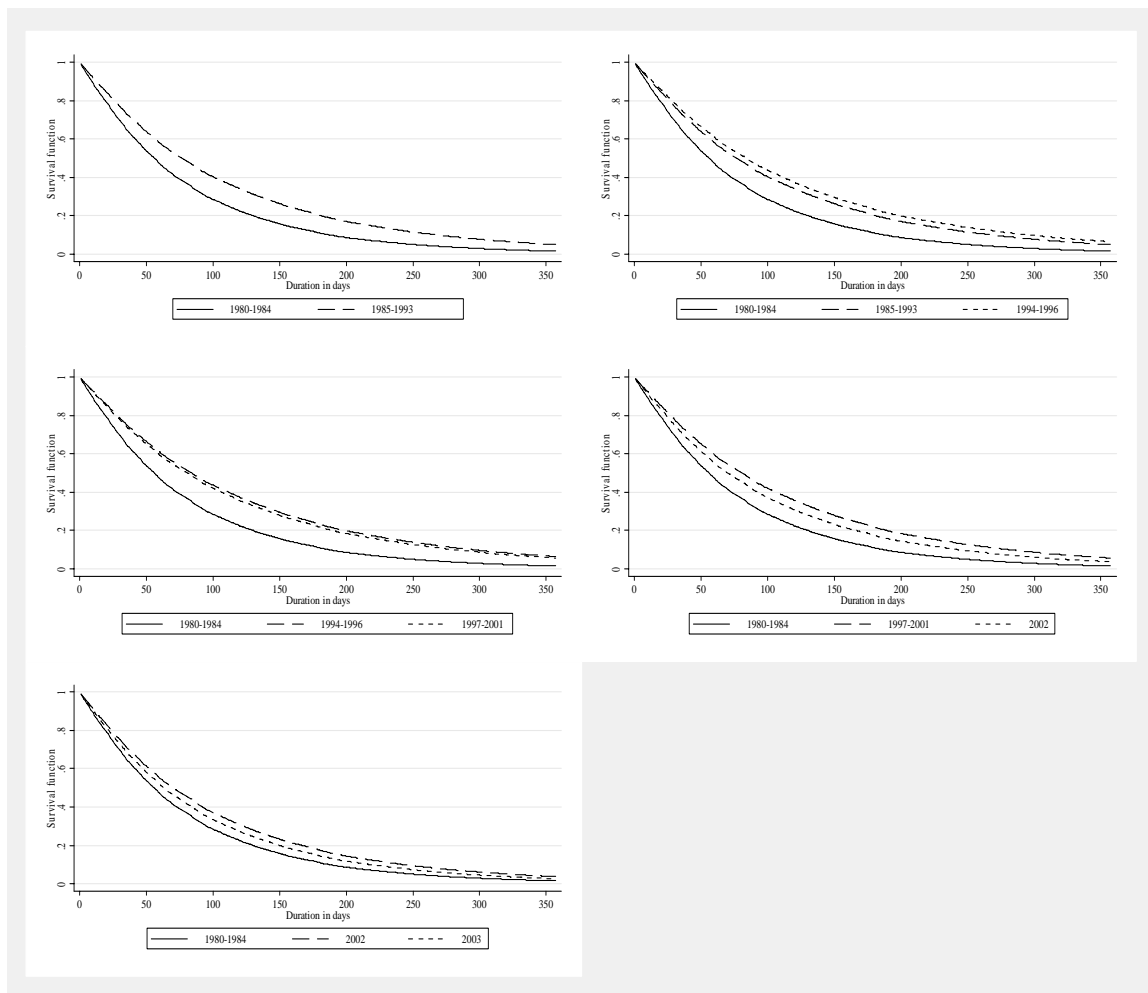 Survival function
1
.8
.6
.4
.2
0
0 50 100 150 200 250 300 350
Duration in days
1980-1984 1985-1993
Survival function
1
.8
.6
.4
.2
0
0 50 100 150 200 250 300 350
Duration in days
1980-1984 1985-1993 1994-1996
Survival function
1
.8
.6
.4
.2
0
0 50 100 150 200 250 300 350
Duration in days
1980-1984 1994-1996 1997-2001
Survival function
1
.8
.6
.4
.2
0
0 50 100 150 200 250 300 350
Duration in days
1980-1984 1997-2001 2002
Survival function
1
.8
.6
.4
.2
0
0 50 100 150 200 250 300 350
Duration in days
1980-1984 2002 2003